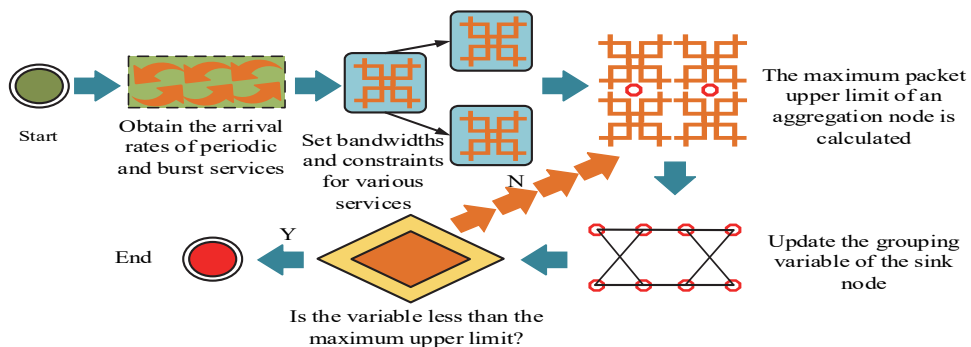 Start
Obtain the arrival
rates of periodic
and burst services
Set bandwidths
and constraints
for various
services
The maximum packet
upper limit of an
aggregation node is
calculated
Update the grouping
variable of the sink
node
Is the variable less than the
maximum upper limit?
N
Y
End